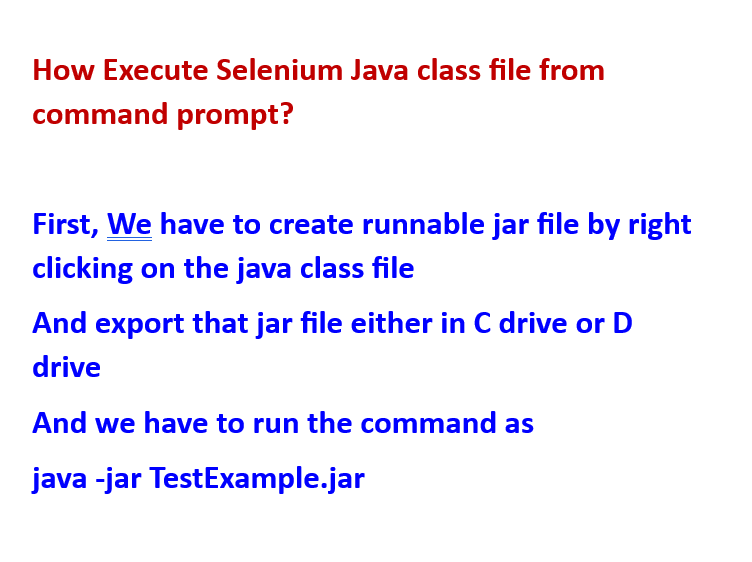 How Execute Selenium Java class file from
command prompt?
First, We have to create runnable jar file by right
clicking on the java class file
And export that jar file either in C drive or D
drive
And we have to run the command as
java -jar TestExample.jar